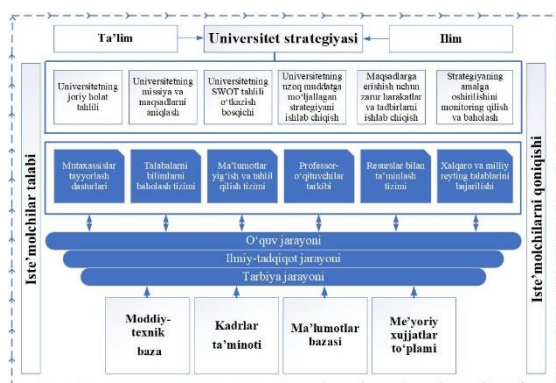 Ta'lim
Universitet strategiyasi
Ilim
Iste'molchilar talabi
Universitetning
joriy holat
tahlili
Universitetning
missiya va
maqsadlarni
aniqlash
Universitetning
SWOT tahlili
o'tkazish
bosqichi
Universitetning
uzoq muddatga
mo'ljallagan
strategiyani
ishlab chiqish
Maqsadlarga
erishish uchun
zarur harakatlar
va tadbirlarni
ishlab chiqish
Strategiyaning
amalga
oshirilishini
monitoring qilish
va baholash
Mutaxassislar
tayyorlash
dasturlari
Talabalarni
bilimlarni
baholash tizimi
Ma'lumotlar
yig'ish va tahlil
qilish tizimi
Professor-
o'qituvchilar
tarkibi
Resurslar bilan
ta'minlash
tizimi
Xalqaro va milliy
reyting talablarini
bajarilishi
Iste'molchilarni qoniqishi
O'quv jarayoni
Ilmiy-tadqiqot jarayoni
Tarbiya jarayoni
Moddiy-
texnik
baza
Kadrlar
ta'minoti
Ma'lumotlar
bazasi
Me'yoriy
xujjatlar
to'plami